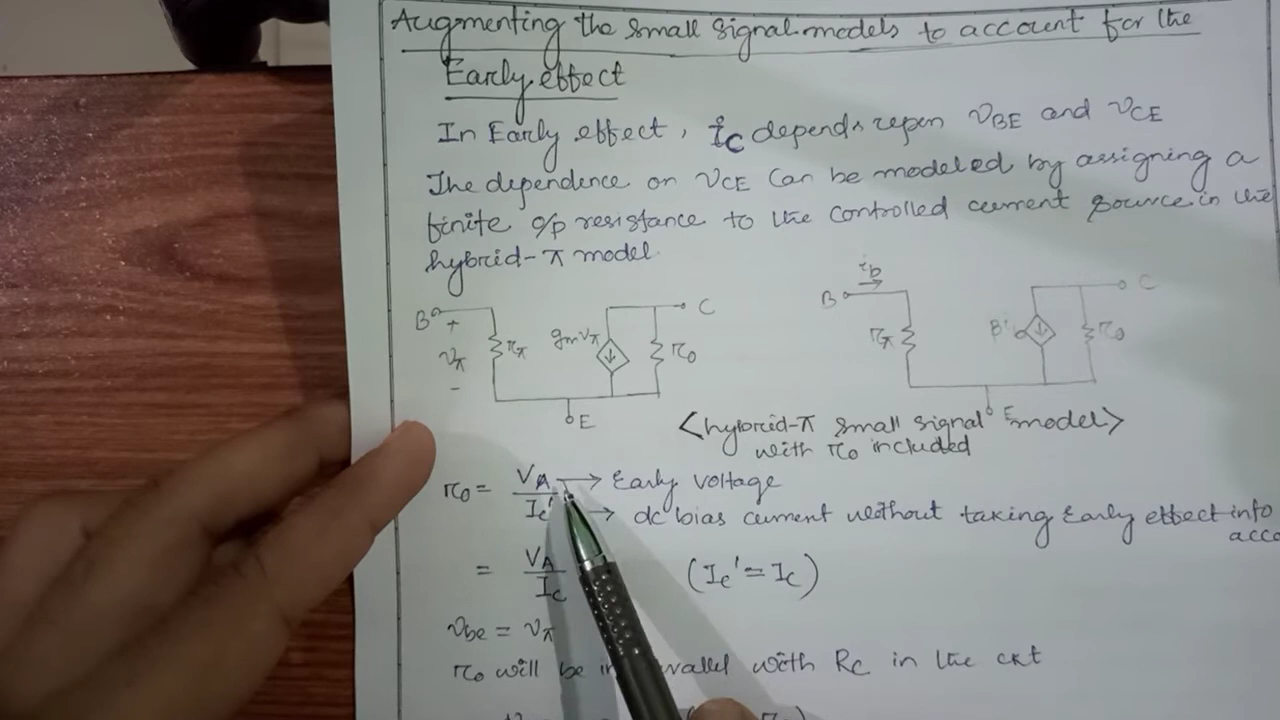 Augmenting the small signal models to account for the
Early effect
In Early effect, ic depends upon VBE and VCE
The dependence on VCE can be modeled by assigning a
finite o/p resistance to the controlled current source in the
hybrid-π model
B + vπ - rπ gmvπ ro C E
B ib rπ ro C E
<hybrid-π small signal model>
with ro included
ro = VA/Ic' → Early voltage
→ dc bias current without taking Early effect into
acco
= VA/Ic (Ic' = Ic)
vbe = vπ
ro will be in parallel with Rc in the ckt